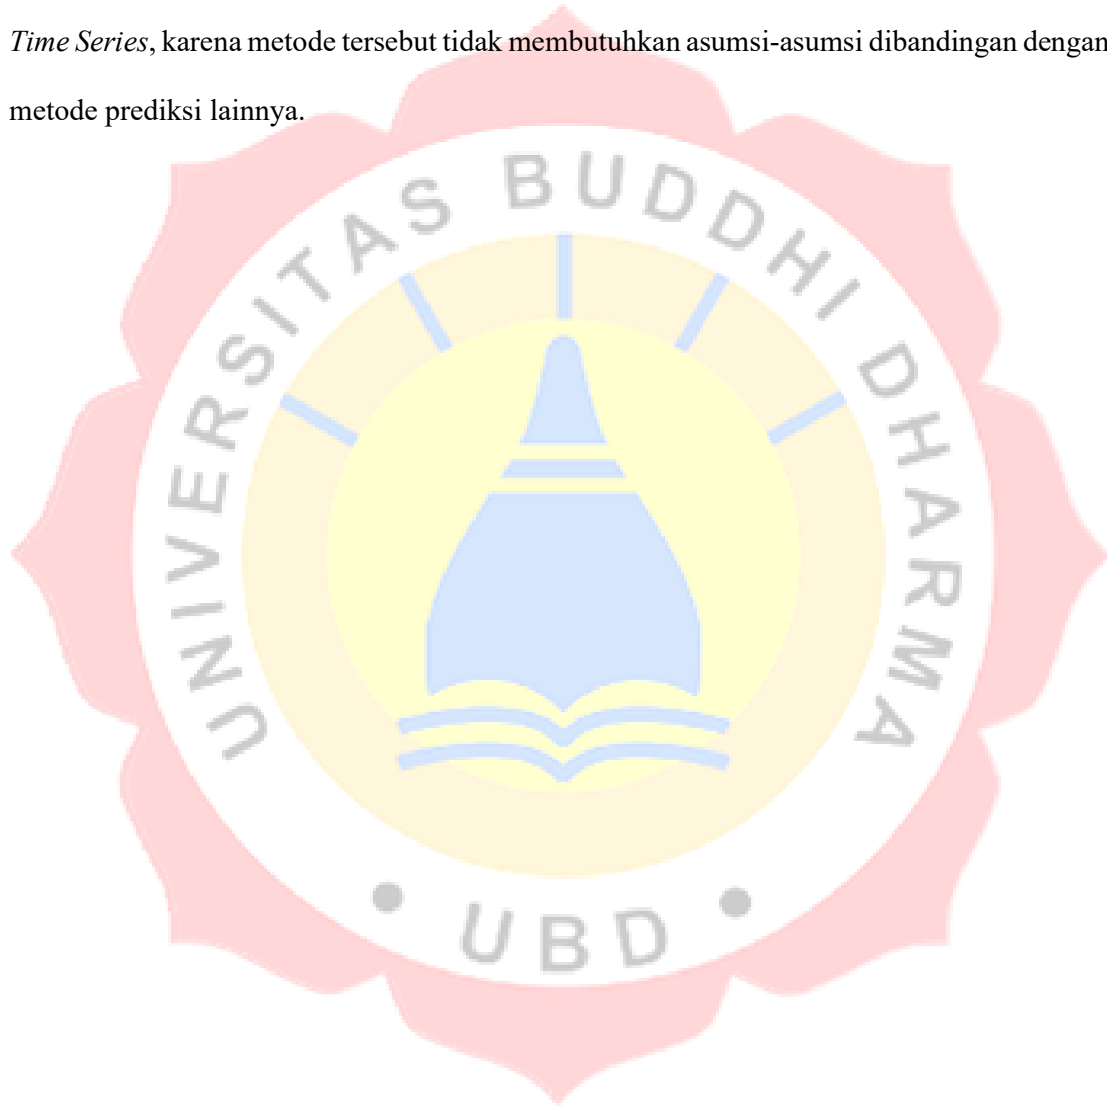 Time Series, karena metode tersebut tidak membutuhkan asumsi-asumsi dibandingan dengan
metode prediksi lainnya.
UNIVERSITAS BUDDHI DHARMA
• UBD •